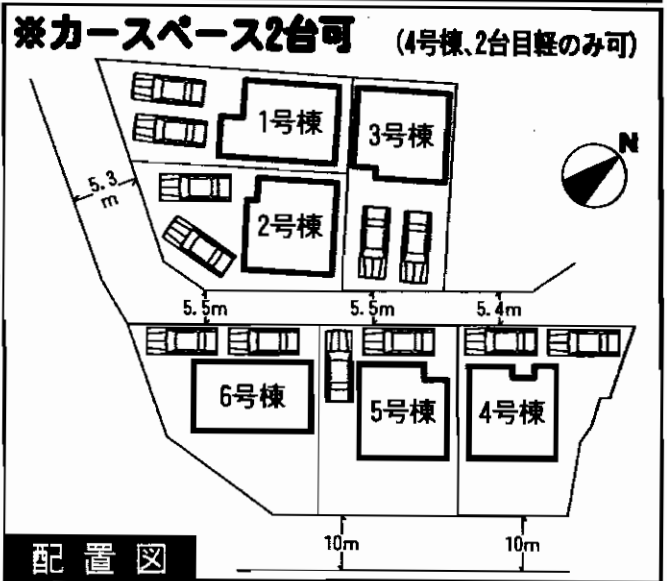 ※カースペース2台可 (4号棟、2台目軽のみ可)
N
1号棟
3号棟
5.3
m
2号棟
5.5m 5.5m 5.4m
6号棟
5号棟
4号棟
10m 10m
配置図